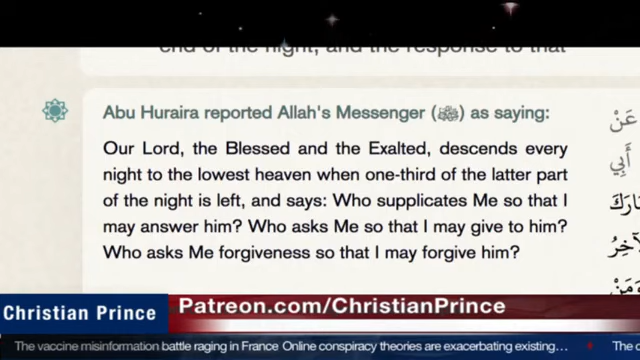 end of the night, and the response to that
Abu Huraira reported Allah's Messenger (ﷺ) as saying:
Our Lord, the Blessed and the Exalted, descends every
night to the lowest heaven when one-third of the latter part
of the night is left, and says: Who supplicates Me so that I
may answer him? Who asks Me so that I may give to him?
Who asks Me forgiveness so that I may forgive him?
عَنْ
أَبِي
Christian Prince
Patreon.com/ChristianPrince
The vaccine misinformation battle raging in France Online conspiracy theories are exacerbating existing…